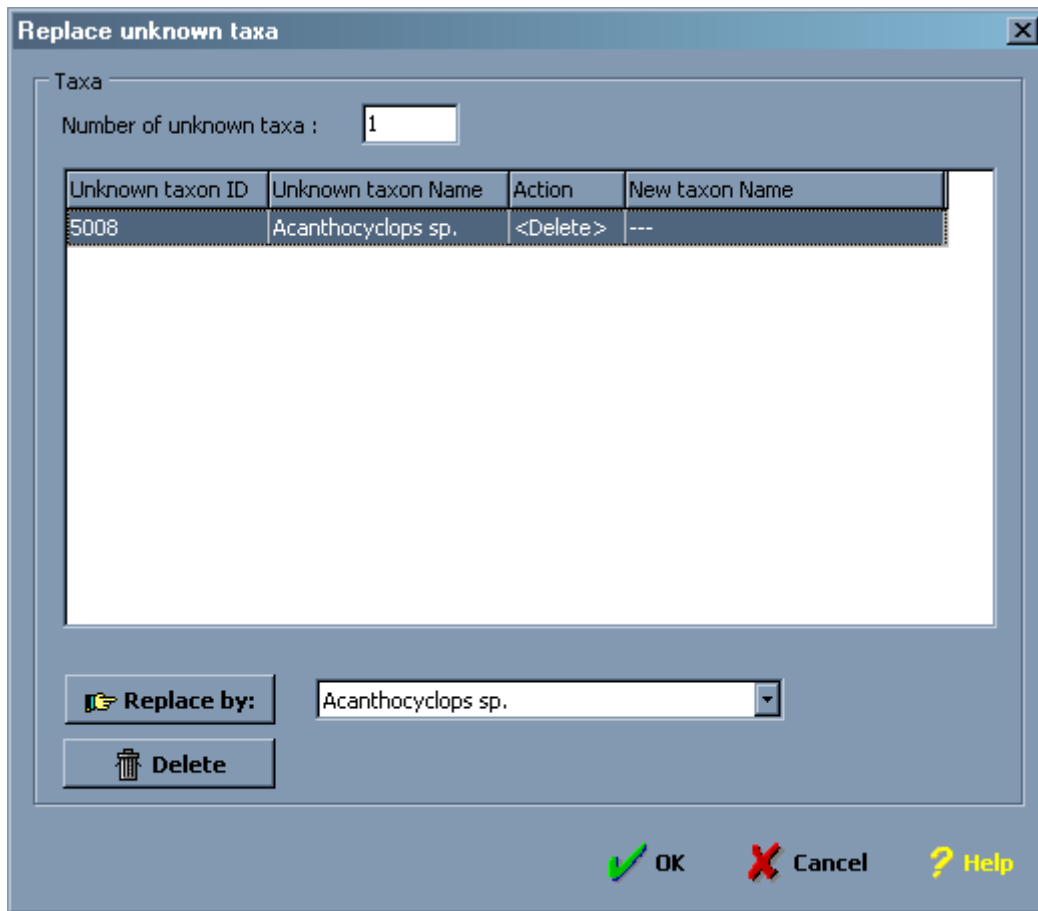 Replace unknown taxa
Taxa
Number of unknown taxa : 1
Unknown taxon ID Unknown taxon Name Action New taxon Name
5008 Acanthocyclops sp. <Delete> ---
Replace by: Acanthocyclops sp.
Delete
OK Cancel ? Help